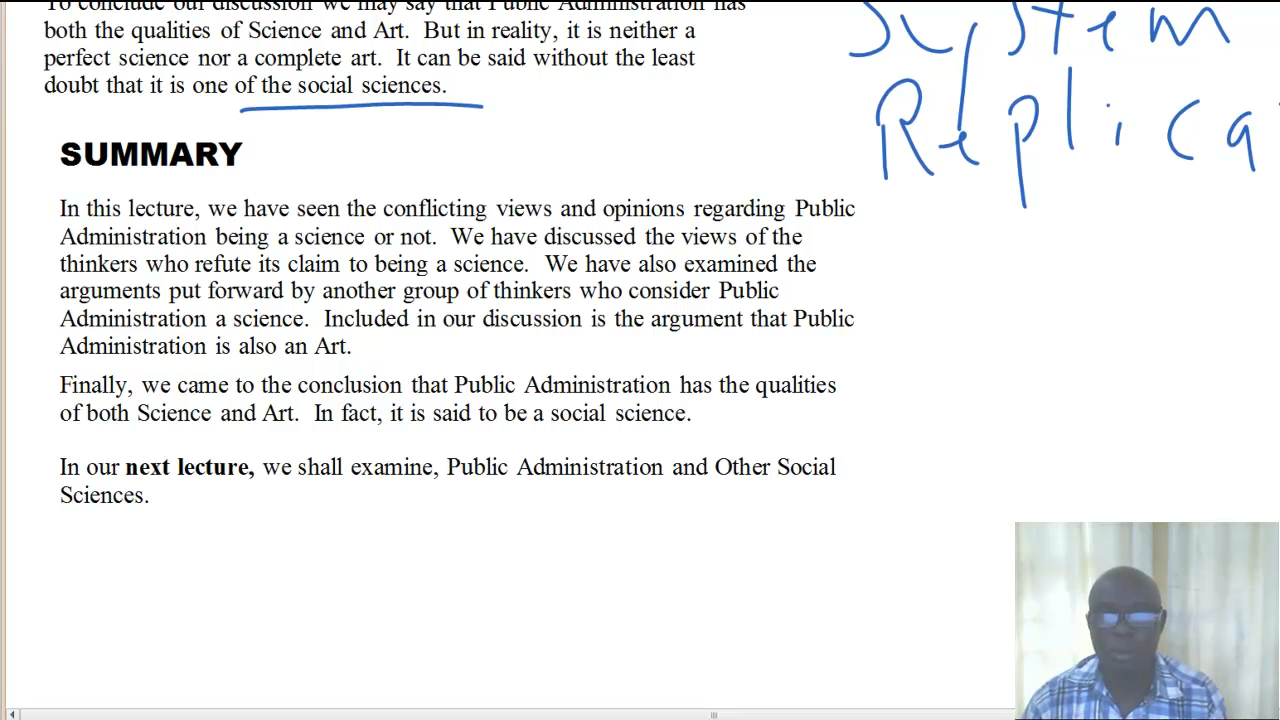 To conclude our discussion we may say that Public Administration has
both the qualities of Science and Art. But in reality, it is neither a
perfect science nor a complete art. It can be said without the least
doubt that it is one of the social sciences.
System
Replica
SUMMARY
In this lecture, we have seen the conflicting views and opinions regarding Public
Administration being a science or not. We have discussed the views of the
thinkers who refute its claim to being a science. We have also examined the
arguments put forward by another group of thinkers who consider Public
Administration a science. Included in our discussion is the argument that Public
Administration is also an Art.
Finally, we came to the conclusion that Public Administration has the qualities
of both Science and Art. In fact, it is said to be a social science.
In our next lecture, we shall examine, Public Administration and Other Social
Sciences.